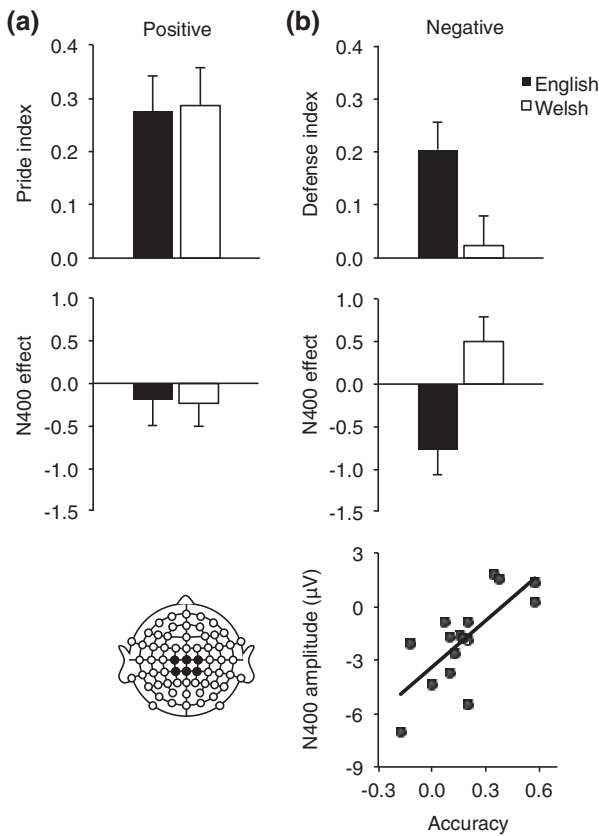 (a)
Positive
Pride index
0.4
0.3
0.2
0.1
0.0
N400 effect
1.0
0.5
0.0
-0.5
-1.0
-1.5
(b)
Negative
English
Welsh
Defense index
0.4
0.3
0.2
0.1
0.0
N400 effect
1.0
0.5
0.0
-0.5
-1.0
-1.5
N400 amplitude (μV)
3
0
-3
-6
-9
-0.3
0.0
0.3
0.6
Accuracy